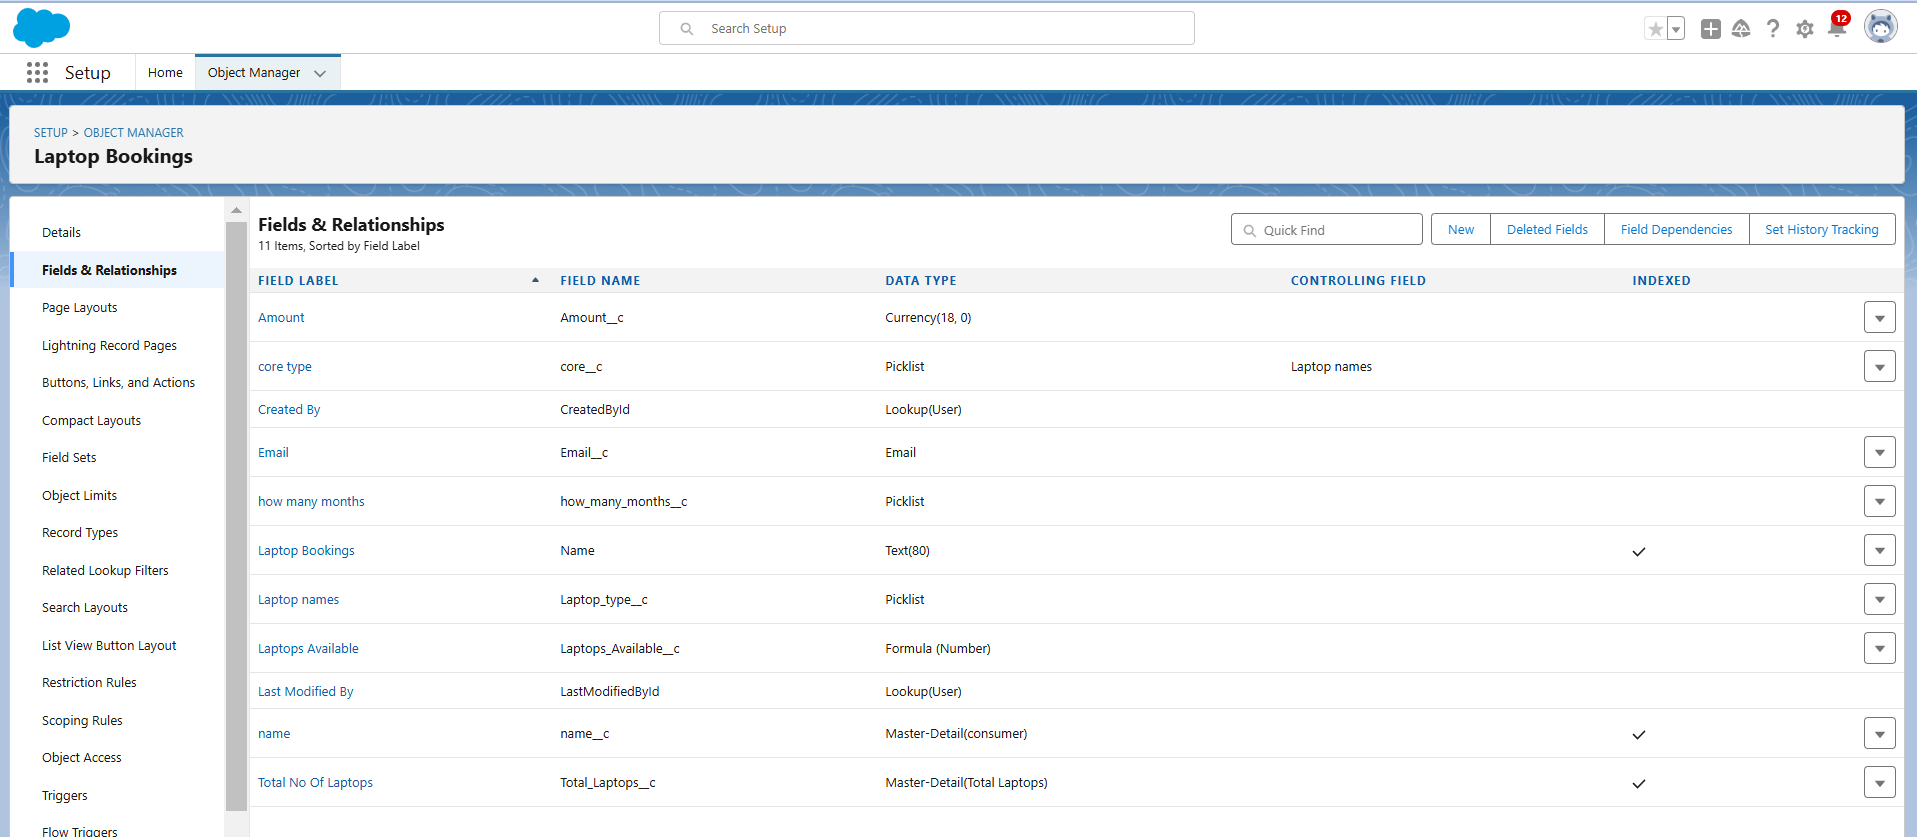 Search Setup
12
Setup
Home
Object Manager
SETUP > OBJECT MANAGER
Laptop Bookings
Details
Fields & Relationships
Page Layouts
Lightning Record Pages
Buttons, Links, and Actions
Compact Layouts
Field Sets
Object Limits
Record Types
Related Lookup Filters
Search Layouts
List View Button Layout
Restriction Rules
Scoping Rules
Object Access
Triggers
Flow Triggers
Fields & Relationships
11 Items, Sorted by Field Label
Quick Find
New
Deleted Fields
Field Dependencies
Set History Tracking
FIELD LABEL FIELD NAME DATA TYPE CONTROLLING FIELD INDEXED
Amount Amount__c Currency(18, 0)
core type core__c Picklist Laptop names
Created By CreatedById Lookup(User)
Email Email__c Email
how many months how_many_months__c Picklist
Laptop Bookings Name Text(80)
Laptop names Laptop_type__c Picklist
Laptops Available Laptops_Available__c Formula (Number)
Last Modified By LastModifiedById Lookup(User)
name name__c Master-Detail(consumer)
Total No Of Laptops Total_Laptops__c Master-Detail(Total Laptops)